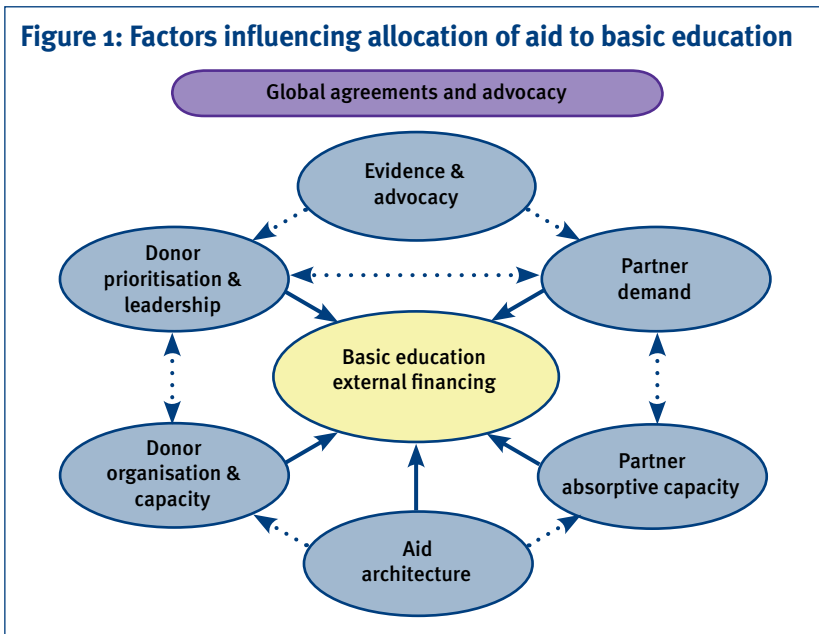 Figure 1: Factors influencing allocation of aid to basic education
Global agreements and advocacy
Evidence &
advocacy
Donor
prioritisation &
leadership
Partner
demand
Basic education
external financing
Donor
organisation &
capacity
Partner
absorptive capacity
Aid
architecture